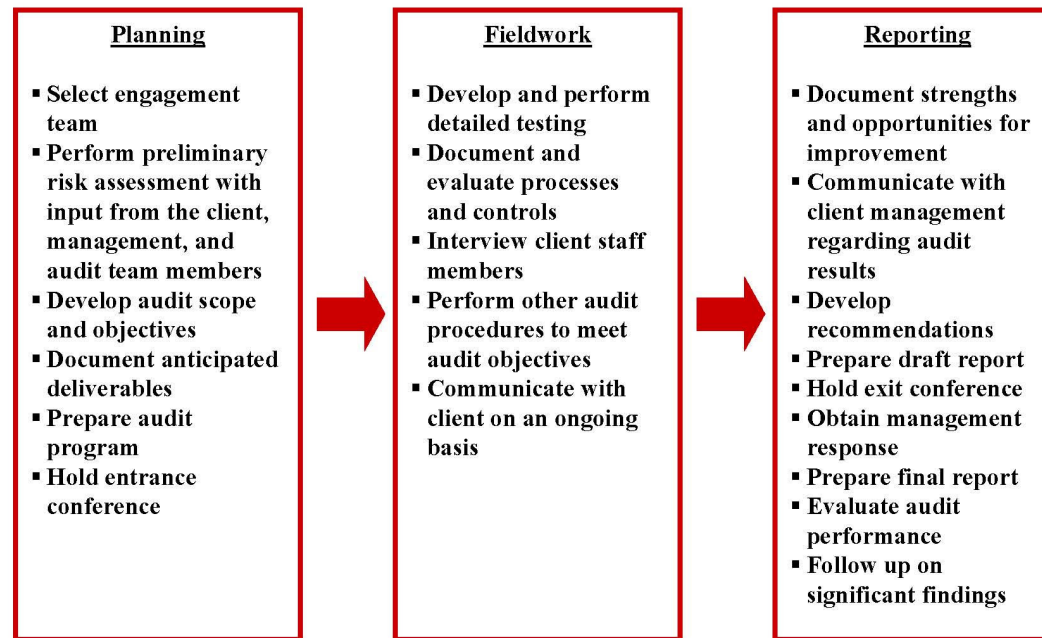 Planning
▪ Select engagement
team
▪ Perform preliminary
risk assessment with
input from the client,
management, and
audit team members
▪ Develop audit scope
and objectives
▪ Document anticipated
deliverables
▪ Prepare audit
program
▪ Hold entrance
conference
Fieldwork
▪ Develop and perform
detailed testing
▪ Document and
evaluate processes
and controls
▪ Interview client staff
members
▪ Perform other audit
procedures to meet
audit objectives
▪ Communicate with
client on an ongoing
basis
Reporting
▪ Document strengths
and opportunities for
improvement
▪ Communicate with
client management
regarding audit
results
▪ Develop
recommendations
▪ Prepare draft report
▪ Hold exit conference
▪ Obtain management
response
▪ Prepare final report
▪ Evaluate audit
performance
▪ Follow up on
significant findings